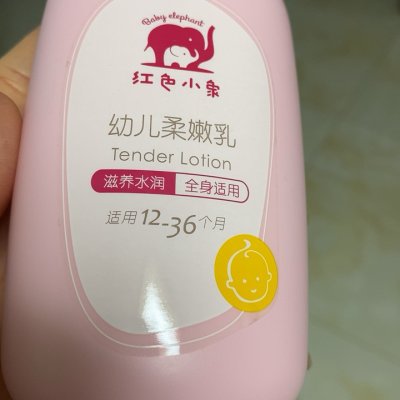 Baby elephant
红色小象
幼儿柔嫩乳
Tender Lotion
滋养水润 全身适用
适用12-36个月